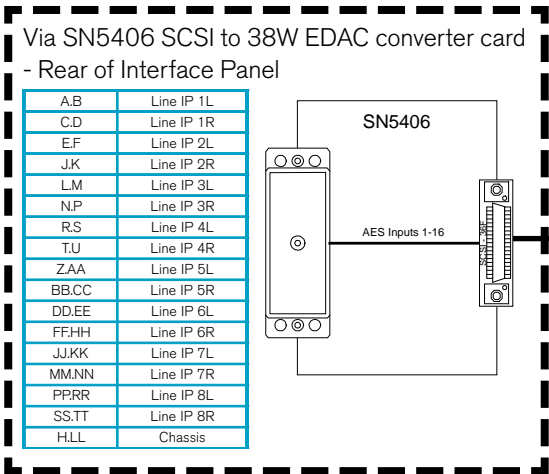 Via SN5406 SCSI to 38W EDAC converter card
- Rear of Interface Panel
A.B Line IP 1L
C.D Line IP 1R
E.F Line IP 2L
J.K Line IP 2R
L.M Line IP 3L
N.P Line IP 3R
R.S Line IP 4L
T.U Line IP 4R
Z.AA Line IP 5L
BB.CC Line IP 5R
DD.EE Line IP 6L
FF.HH Line IP 6R
JJ.KK Line IP 7L
MM.NN Line IP 7R
PP.RR Line IP 8L
SS.TT Line IP 8R
H.LL Chassis
SN5406
AES Inputs 1-16
SCSI - 36F